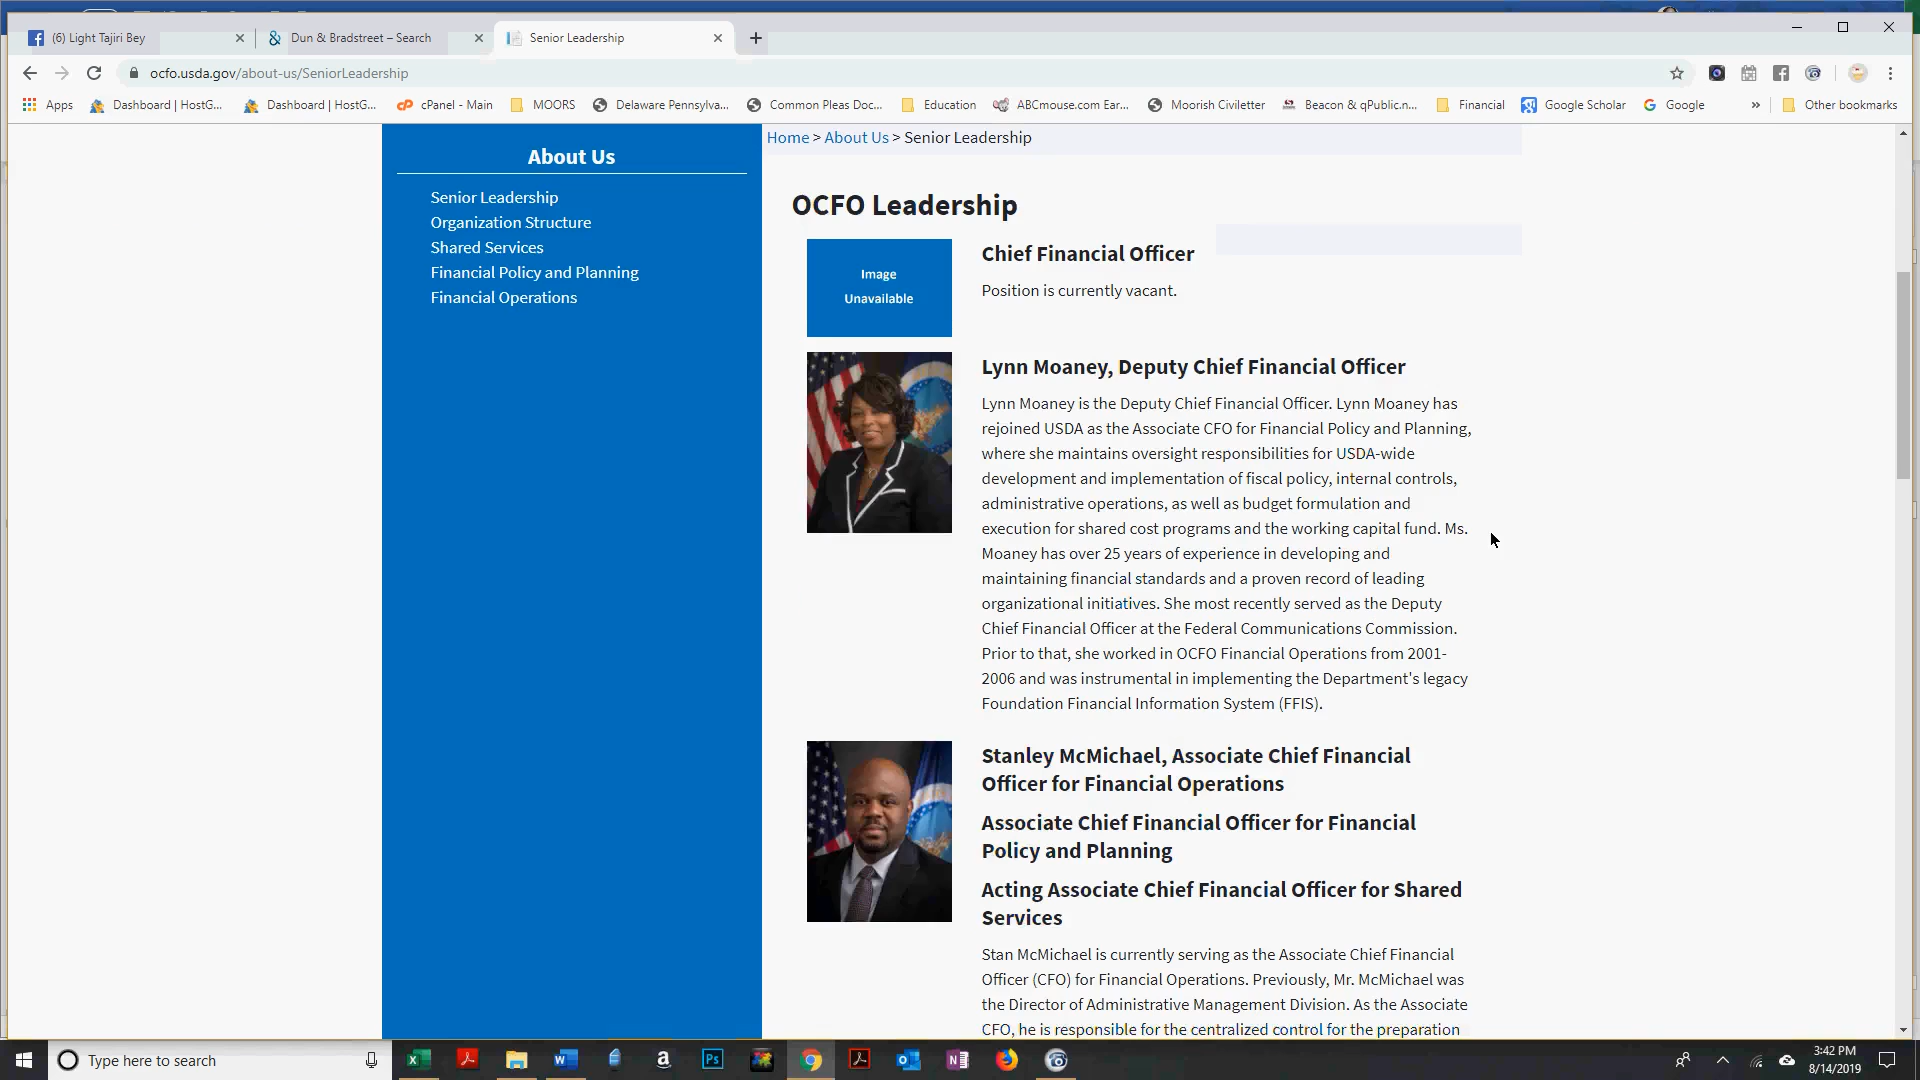 (6) Light Tajiri Bey
Dun & Bradstreet – Search
Senior Leadership
ocfo.usda.gov/about-us/SeniorLeadership
Apps
Dashboard | HostG...
Dashboard | HostG...
cPanel - Main
MOORS
Delaware Pennsylva...
Common Pleas Doc...
Education
ABCmouse.com Ear...
Moorish Civiletter
Beacon & qPublic.n...
Financial
Google Scholar
Google
»
Other bookmarks
About Us
Senior Leadership
Organization Structure
Shared Services
Financial Policy and Planning
Financial Operations
Home > About Us > Senior Leadership
OCFO Leadership
Image
Unavailable
Chief Financial Officer
Position is currently vacant.
Lynn Moaney, Deputy Chief Financial Officer
Lynn Moaney is the Deputy Chief Financial Officer. Lynn Moaney has
rejoined USDA as the Associate CFO for Financial Policy and Planning,
where she maintains oversight responsibilities for USDA-wide
development and implementation of fiscal policy, internal controls,
administrative operations, as well as budget formulation and
execution for shared cost programs and the working capital fund. Ms.
Moaney has over 25 years of experience in developing and
maintaining financial standards and a proven record of leading
organizational initiatives. She most recently served as the Deputy
Chief Financial Officer at the Federal Communications Commission.
Prior to that, she worked in OCFO Financial Operations from 2001-
2006 and was instrumental in implementing the Department's legacy
Foundation Financial Information System (FFIS).
Stanley McMichael, Associate Chief Financial
Officer for Financial Operations
Associate Chief Financial Officer for Financial
Policy and Planning
Acting Associate Chief Financial Officer for Shared
Services
Stan McMichael is currently serving as the Associate Chief Financial
Officer (CFO) for Financial Operations. Previously, Mr. McMichael was
the Director of Administrative Management Division. As the Associate
CFO, he is responsible for the centralized control for the preparation
Type here to search
3:42 PM
8/14/2019